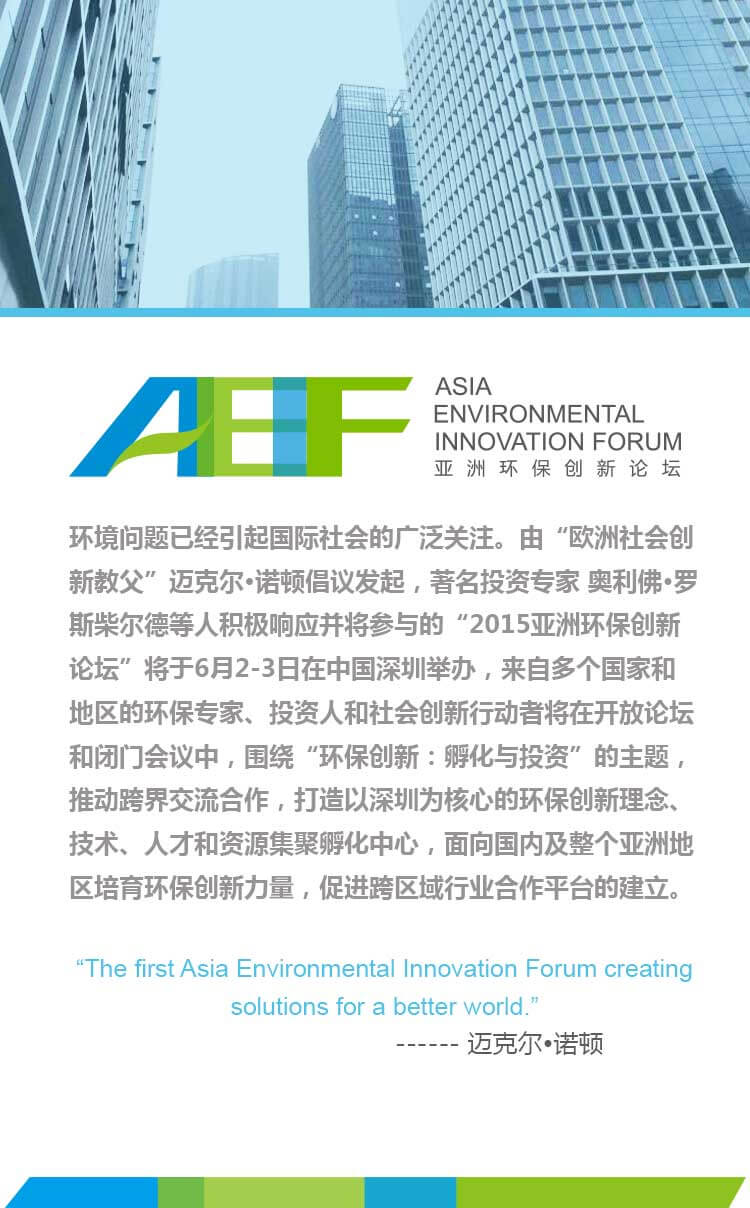 AEIF
ASIA
ENVIRONMENTAL
INNOVATION FORUM
亚洲环保创新论坛
环境问题已经引起国际社会的广泛关注。由“欧洲社会创
新教父”迈克尔•诺顿倡议发起，著名投资专家 奥利佛•罗
斯柴尔德等人积极响应并将参与的“2015亚洲环保创新
论坛”将于6月2-3日在中国深圳举办，来自多个国家和
地区的环保专家、投资人和社会创新行动者将在开放论坛
和闭门会议中，围绕“环保创新：孵化与投资”的主题，
推动跨界交流合作，打造以深圳为核心的环保创新理念、
技术、人才和资源集聚孵化中心，面向国内及整个亚洲地
区培育环保创新力量，促进跨区域行业合作平台的建立。
“The first Asia Environmental Innovation Forum creating
solutions for a better world.”
------ 迈克尔•诺顿